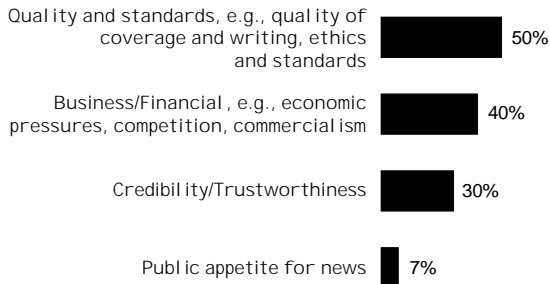 Quality and standards, e.g., quality of
coverage and writing, ethics
and standards
50%
Business/Financial, e.g., economic
pressures, competition, commercialism
40%
Credibility/Trustworthiness
30%
Public appetite for news
7%